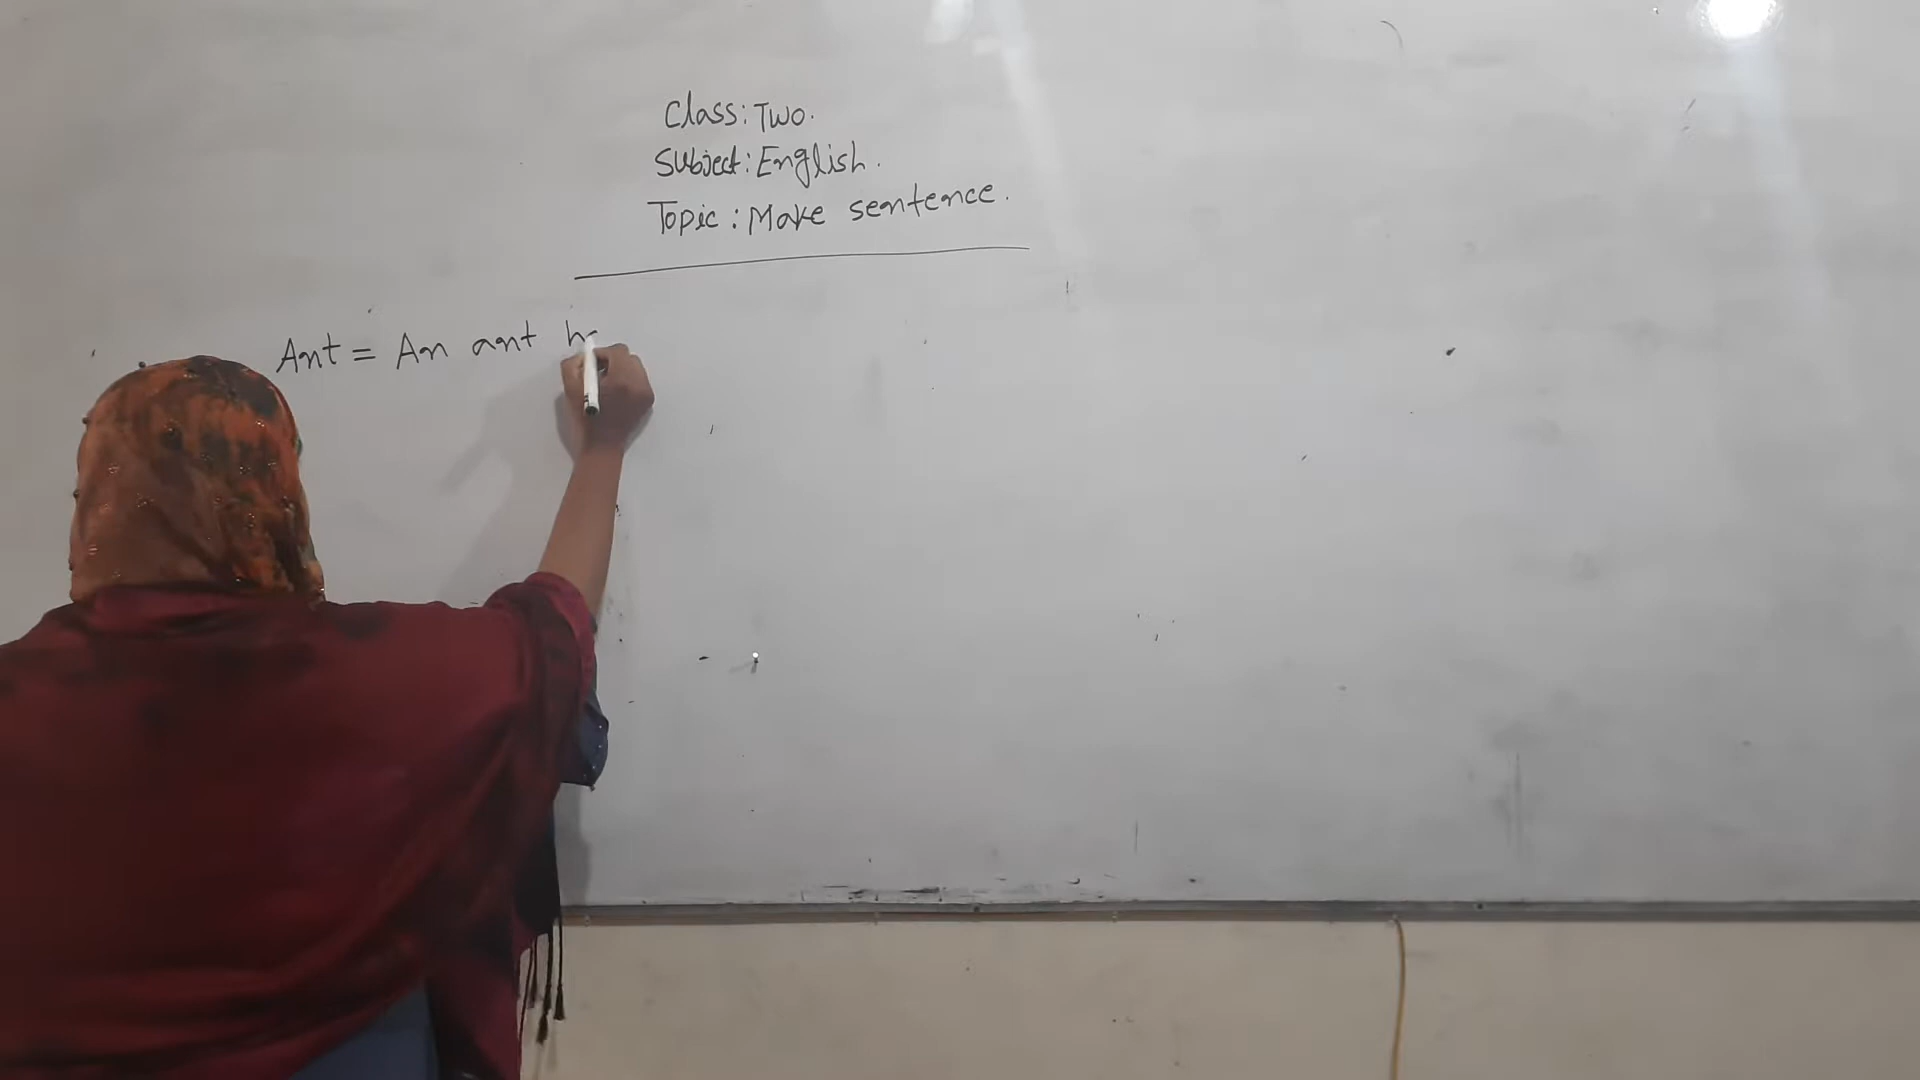 Class: Two.
Subject: English.
Topic: Make sentence.
Ant = An ant